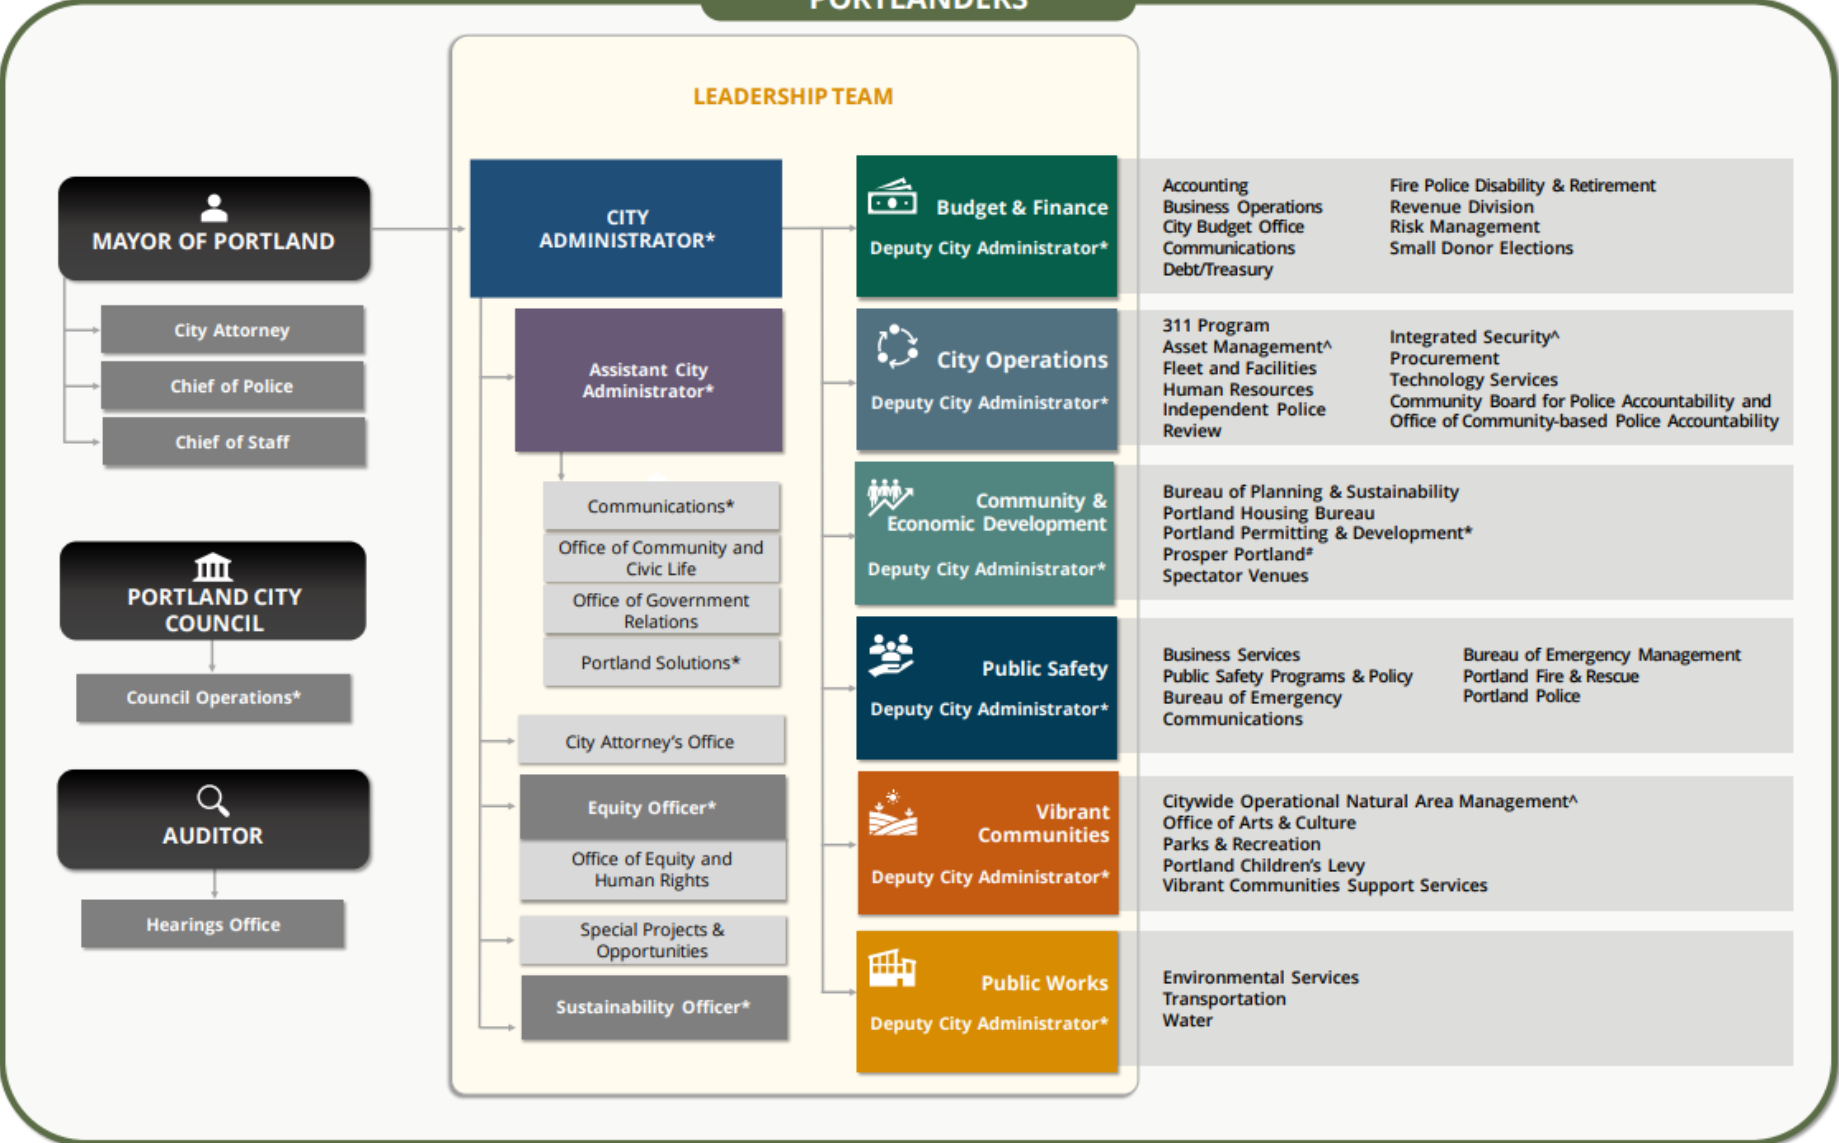 PORTLANDERS
LEADERSHIP TEAM
MAYOR OF PORTLAND
City Attorney
Chief of Police
Chief of Staff
PORTLAND CITY
COUNCIL
Council Operations*
AUDITOR
Hearings Office
CITY
ADMINISTRATOR*
Assistant City
Administrator*
Communications*
Office of Community and
Civic Life
Office of Government
Relations
Portland Solutions*
City Attorney’s Office
Equity Officer*
Office of Equity and
Human Rights
Special Projects &
Opportunities
Sustainability Officer*
Budget & Finance
Deputy City Administrator*
Accounting
Business Operations
City Budget Office
Communications
Debt/Treasury
Fire Police Disability & Retirement
Revenue Division
Risk Management
Small Donor Elections
City Operations
Deputy City Administrator*
311 Program
Asset Management^
Fleet and Facilities
Human Resources
Independent Police
Review
Integrated Security^
Procurement
Technology Services
Community Board for Police Accountability and
Office of Community-based Police Accountability
Community &
Economic Development
Deputy City Administrator*
Bureau of Planning & Sustainability
Portland Housing Bureau
Portland Permitting & Development*
Prosper Portland#
Spectator Venues
Public Safety
Deputy City Administrator*
Business Services
Public Safety Programs & Policy
Bureau of Emergency
Communications
Bureau of Emergency Management
Portland Fire & Rescue
Portland Police
Vibrant
Communities
Deputy City Administrator*
Citywide Operational Natural Area Management^
Office of Arts & Culture
Parks & Recreation
Portland Children’s Levy
Vibrant Communities Support Services
Public Works
Deputy City Administrator*
Environmental Services
Transportation
Water